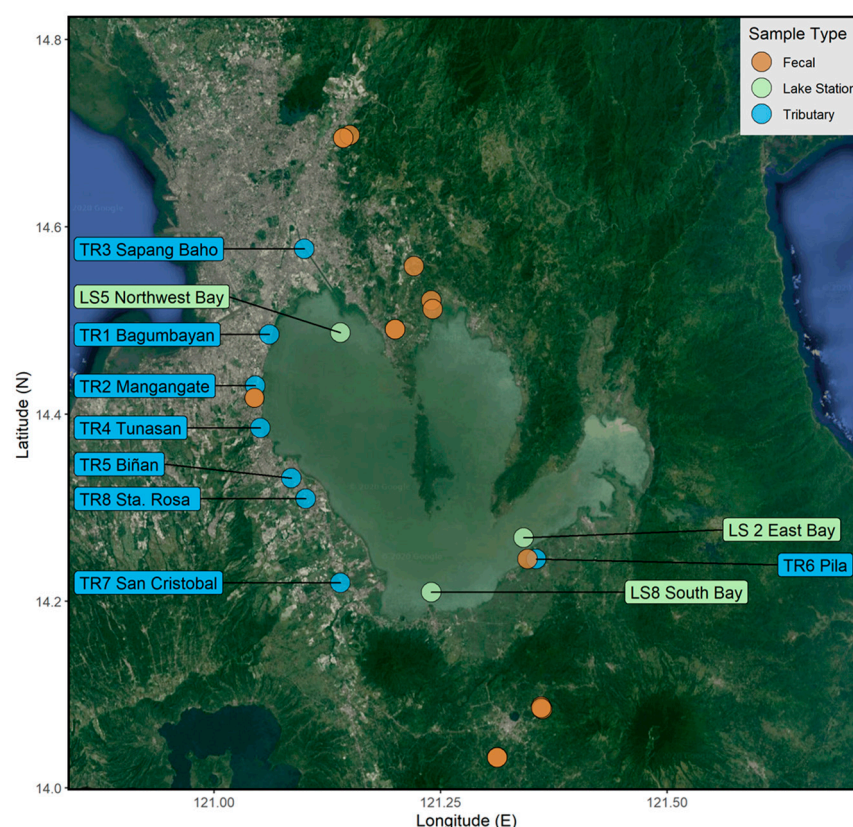 14.8
Sample Type
Fecal
Lake Station
Tributary
14.6
TR3 Sapang Baho
LS5 Northwest Bay
TR1 Bagumbayan
TR2 Mangangate
14.4
TR4 Tunasan
TR5 Biñan
TR8 Sta. Rosa
LS 2 East Bay
TR6 Pila
TR7 San Cristobal
LS8 South Bay
14.2
14.0
Latitude (N)
121.00
121.25
121.50
Longitude (E)